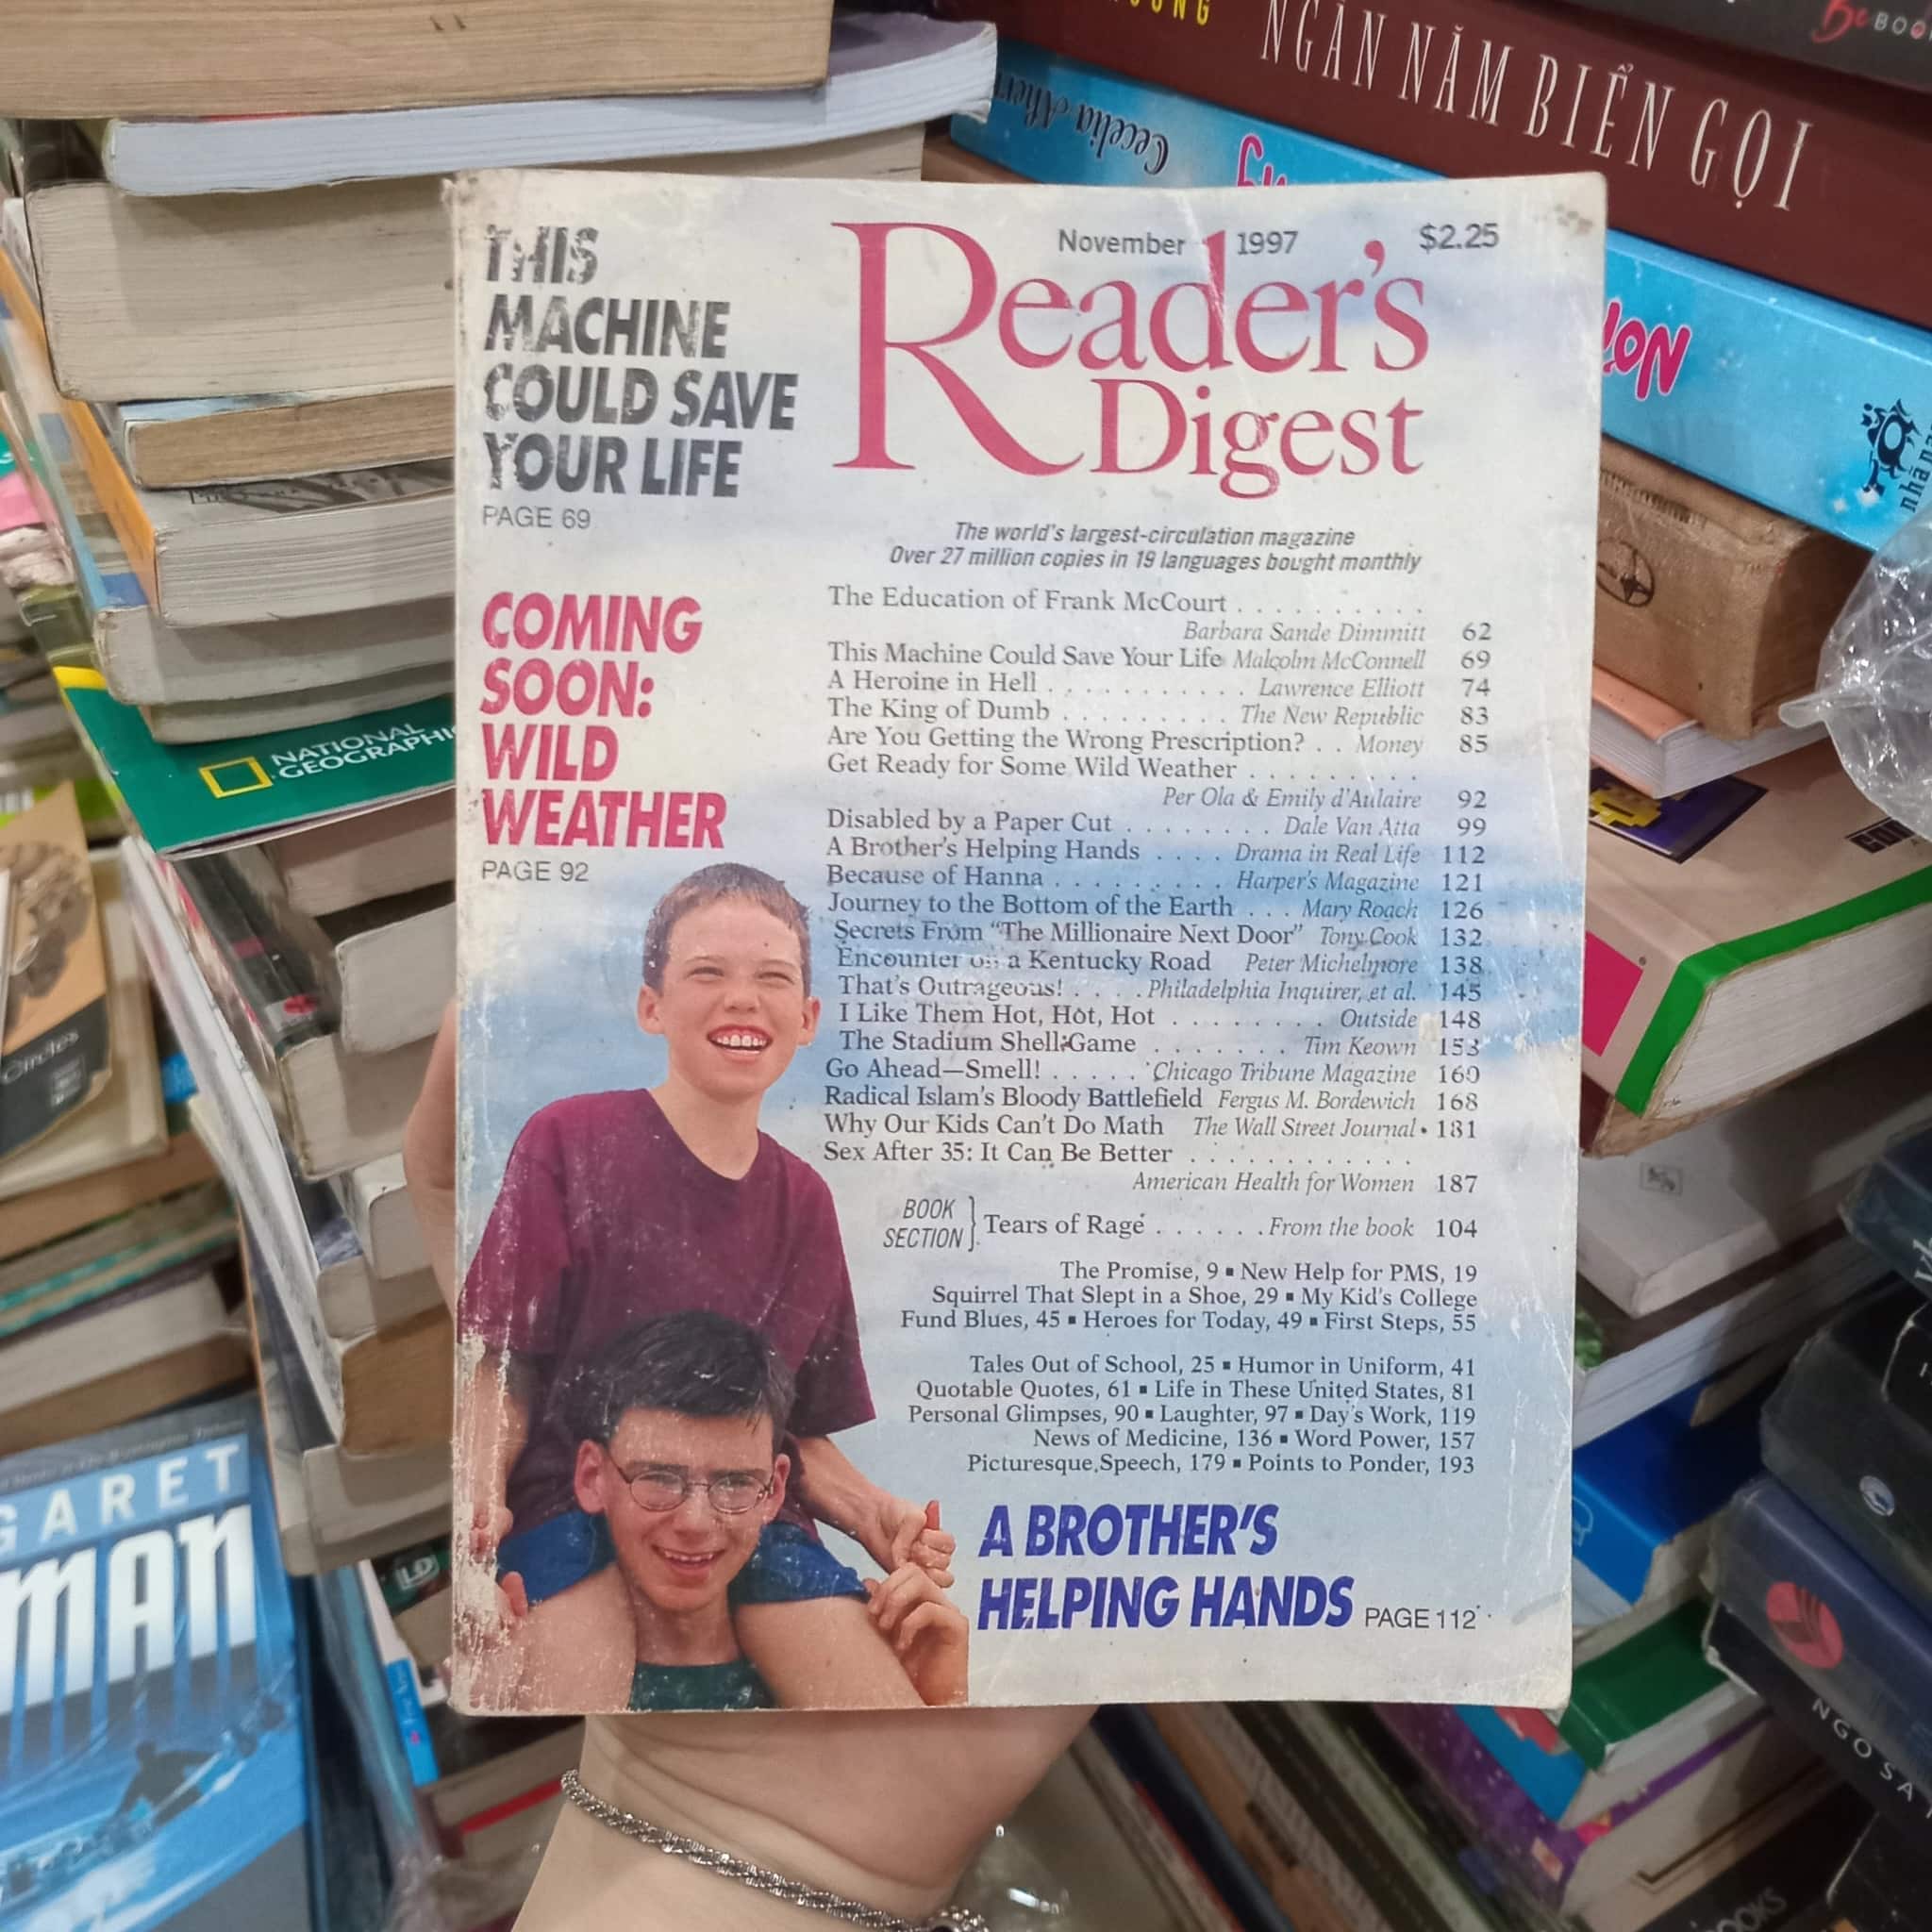 THIS
MACHINE
COULD SAVE
YOUR LIFE
PAGE 69
COMING
SOON:
WILD
WEATHER
PAGE 92
November 1997 $2.25
Reader's
Digest
The world's largest-circulation magazine
Over 27 million copies in 19 languages bought monthly
The Education of Frank McCourt . . . . . . . . . .
Barbara Sande Dimmitt 62
This Machine Could Save Your Life Malcolm McConnell 69
A Heroine in Hell . . . . . . . . . . . Lawrence Elliott 74
The King of Dumb . . . . . . . . . The New Republic 83
Are You Getting the Wrong Prescription? . . Money 85
Get Ready for Some Wild Weather . . . . . . . . .
Per Ola & Emily d'Aulaire 92
Disabled by a Paper Cut . . . . . . . . Dale Van Atta 99
A Brother's Helping Hands . . . . Drama in Real Life 112
Because of Hanna . . . . . . . . . Harper's Magazine 121
Journey to the Bottom of the Earth . . . Mary Roach 126
Secrets From "The Millionaire Next Door" Tony Cook 132
Encounter on a Kentucky Road Peter Michelmore 138
That's Outrageous! . . . . Philadelphia Inquirer, et al. 145
I Like Them Hot, Hot, Hot . . . . . . . . Outside 148
The Stadium Shell Game . . . . . . . Tim Keown 153
Go Ahead—Smell! . . . . . Chicago Tribune Magazine 160
Radical Islam's Bloody Battlefield Fergus M. Bordewich 168
Why Our Kids Can't Do Math The Wall Street Journal 181
Sex After 35: It Can Be Better . . . . . . . . . . . .
American Health for Women 187
BOOK
SECTION } Tears of Rage . . . . . . From the book 104
The Promise, 9 ▪ New Help for PMS, 19
Squirrel That Slept in a Shoe, 29 ▪ My Kid's College
Fund Blues, 45 ▪ Heroes for Today, 49 ▪ First Steps, 55
Tales Out of School, 25 ▪ Humor in Uniform, 41
Quotable Quotes, 61 ▪ Life in These United States, 81
Personal Glimpses, 90 ▪ Laughter, 97 ▪ Day's Work, 119
News of Medicine, 136 ▪ Word Power, 157
Picturesque Speech, 179 ▪ Points to Ponder, 193
A BROTHER'S
HELPING HANDS PAGE 112
NGÀN NĂM BIỂN GỌI
Cecelia
NATIONAL
GEOGRAPHIC
Circles
GARET
MAN
LD
nhã
NGO SA